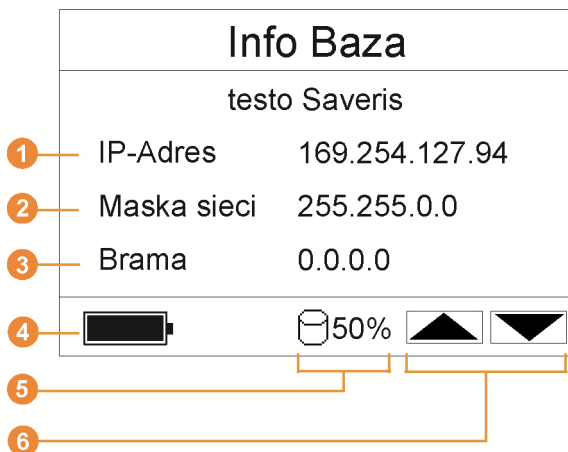 Info Baza
testo Saveris
1 IP-Adres 169.254.127.94
2 Maska sieci 255.255.0.0
3 Brama 0.0.0.0
4 50%
5
6